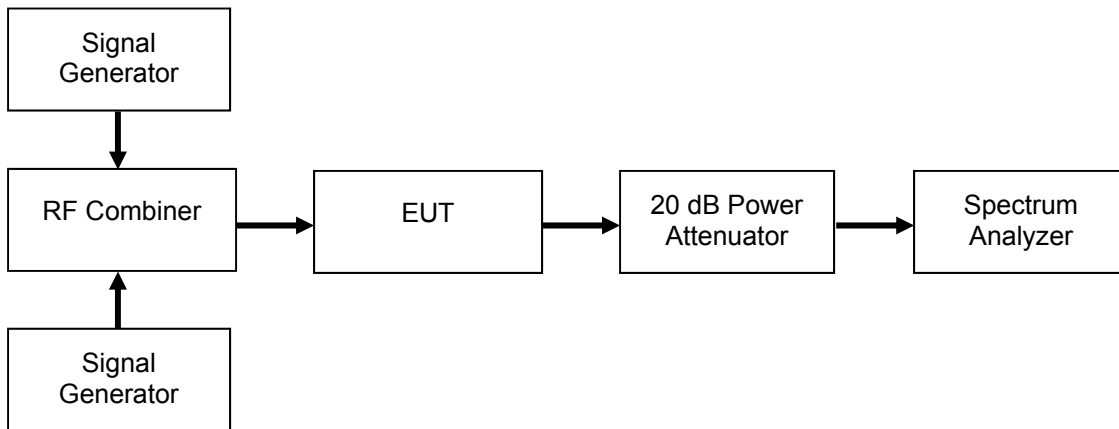 Signal
Generator
RF Combiner
EUT
20 dB Power
Attenuator
Spectrum
Analyzer
Signal
Generator